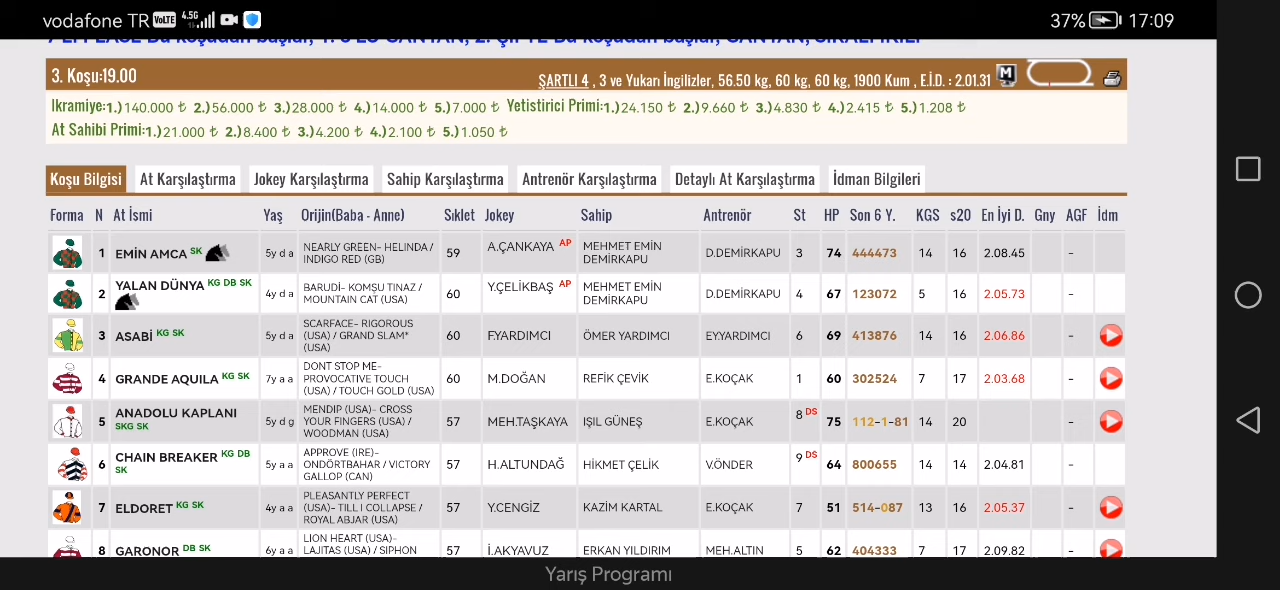 vodafone TR VoLTE 4.5G 37% 17:09
3. Koşu:19.00 ŞARTLI 4 , 3 ve Yukarı İngilizler, 56.50 kg, 60 kg, 60 kg, 1900 Kum , E.İ.D. : 2.01.31
Ikramiye:1.)140.000 ₺ 2.)56.000 ₺ 3.)28.000 ₺ 4.)14.000 ₺ 5.)7.000 ₺ Yetistirici Primi:1.)24.150 ₺ 2.)9.660 ₺ 3.)4.830 ₺ 4.)2.415 ₺ 5.)1.208 ₺
At Sahibi Primi:1.)21.000 ₺ 2.)8.400 ₺ 3.)4.200 ₺ 4.)2.100 ₺ 5.)1.050 ₺
Koşu Bilgisi At Karşılaştırma Jokey Karşılaştırma Sahip Karşılaştırma Antrenör Karşılaştırma Detaylı At Karşılaştırma İdman Bilgileri
Forma N At İsmi Yaş Orijin(Baba - Anne) Sıklet Jokey Sahip Antrenör St HP Son 6 Y. KGS s20 En İyi D. Gny AGF İdm
1 EMİN AMCA SK 5y d a NEARLY GREEN- HELINDA / INDIGO RED (GB) 59 A.ÇANKAYA AP MEHMET EMİN DEMİRKAPU D.DEMİRKAPU 3 74 444473 14 16 2.08.45 -
2 YALAN DÜNYA KG DB SK 4y d a BARUDİ- KOMŞU TINAZ / MOUNTAIN CAT (USA) 60 Y.ÇELİKBAŞ AP MEHMET EMİN DEMİRKAPU D.DEMİRKAPU 4 67 123072 5 16 2.05.73 -
3 ASABİ KG SK 5y d a SCARFACE- RIGOROUS (USA) / GRAND SLAM* (USA) 60 F.YARDIMCI ÖMER YARDIMCI EY.YARDIMCI 6 69 413876 14 16 2.06.86 -
4 GRANDE AQUILA KG SK 7y a a DONT STOP ME- PROVOCATIVE TOUCH (USA) / TOUCH GOLD (USA) 60 M.DOĞAN REFİK ÇEVİK E.KOÇAK 1 60 302524 7 17 2.03.68 -
5 ANADOLU KAPLANI SKG SK 5y d g MENDIP (USA)- CROSS YOUR FINGERS (USA) / WOODMAN (USA) 57 MEH.TAŞKAYA IŞIL GÜNEŞ E.KOÇAK 8 DS 75 112-1-81 14 20 -
6 CHAIN BREAKER KG DB SK 5y a a APPROVE (IRE)- ONDÖRTBAHAR / VICTORY GALLOP (CAN) 57 H.ALTUNDAĞ HİKMET ÇELİK V.ÖNDER 9 DS 64 800655 14 14 2.04.81 -
7 ELDORET KG SK 4y a a PLEASANTLY PERFECT (USA)- TILL I COLLAPSE / ROYAL ABJAR (USA) 57 Y.CENGİZ KAZİM KARTAL E.KOÇAK 7 51 514-087 13 16 2.05.37 -
8 GARONOR DB SK 6y a a LION HEART (USA)- LAJITAS (USA) / SIPHON 57 İ.AKYAVUZ ERKAN YILDIRIM MEH.ALTIN 5 62 404333 7 17 2.09.82 -
Yarış Programı